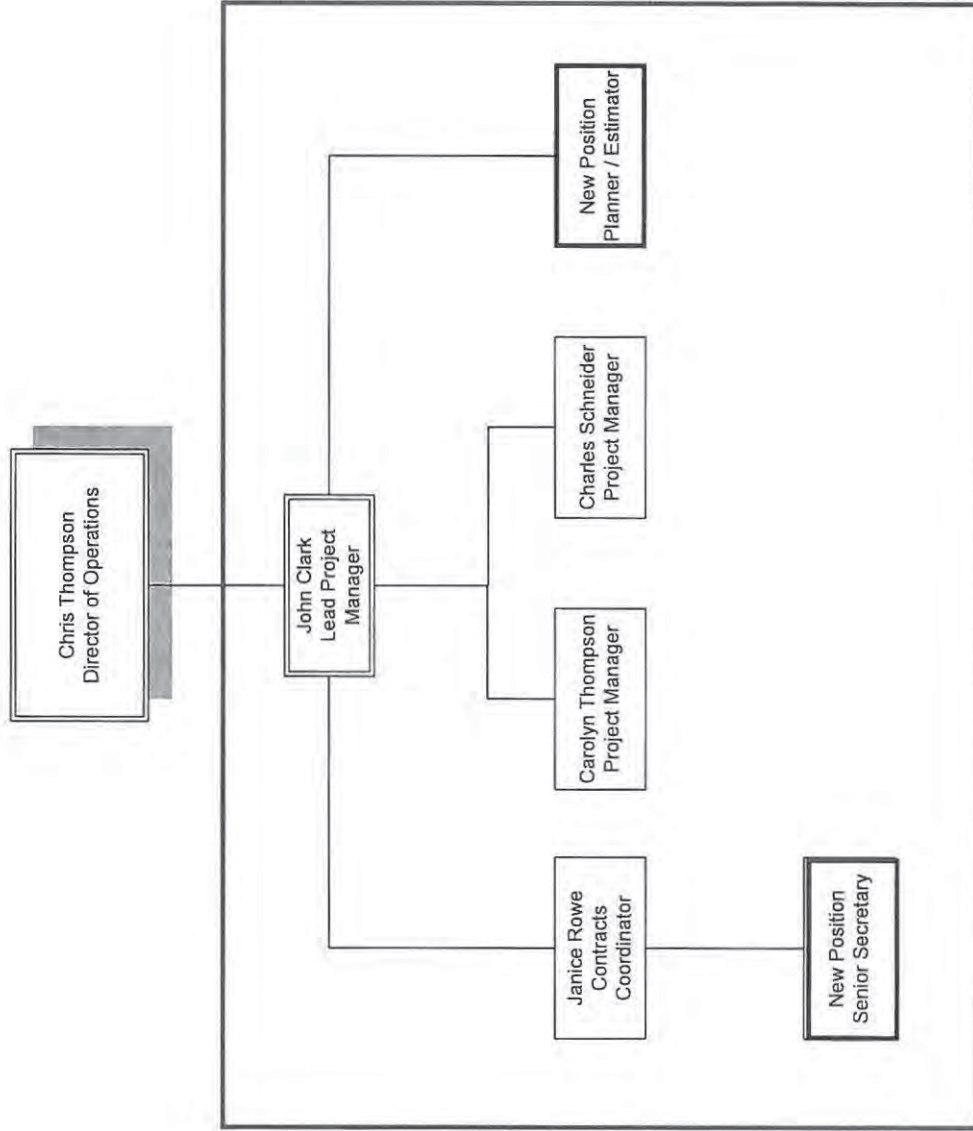 Chris Thompson
Director of Operations
John Clark
Lead Project
Manager
Janice Rowe
Contracts
Coordinator
Carolyn Thompson
Project Manager
Charles Schneider
Project Manager
New Position
Planner / Estimator
New Position
Senior Secretary